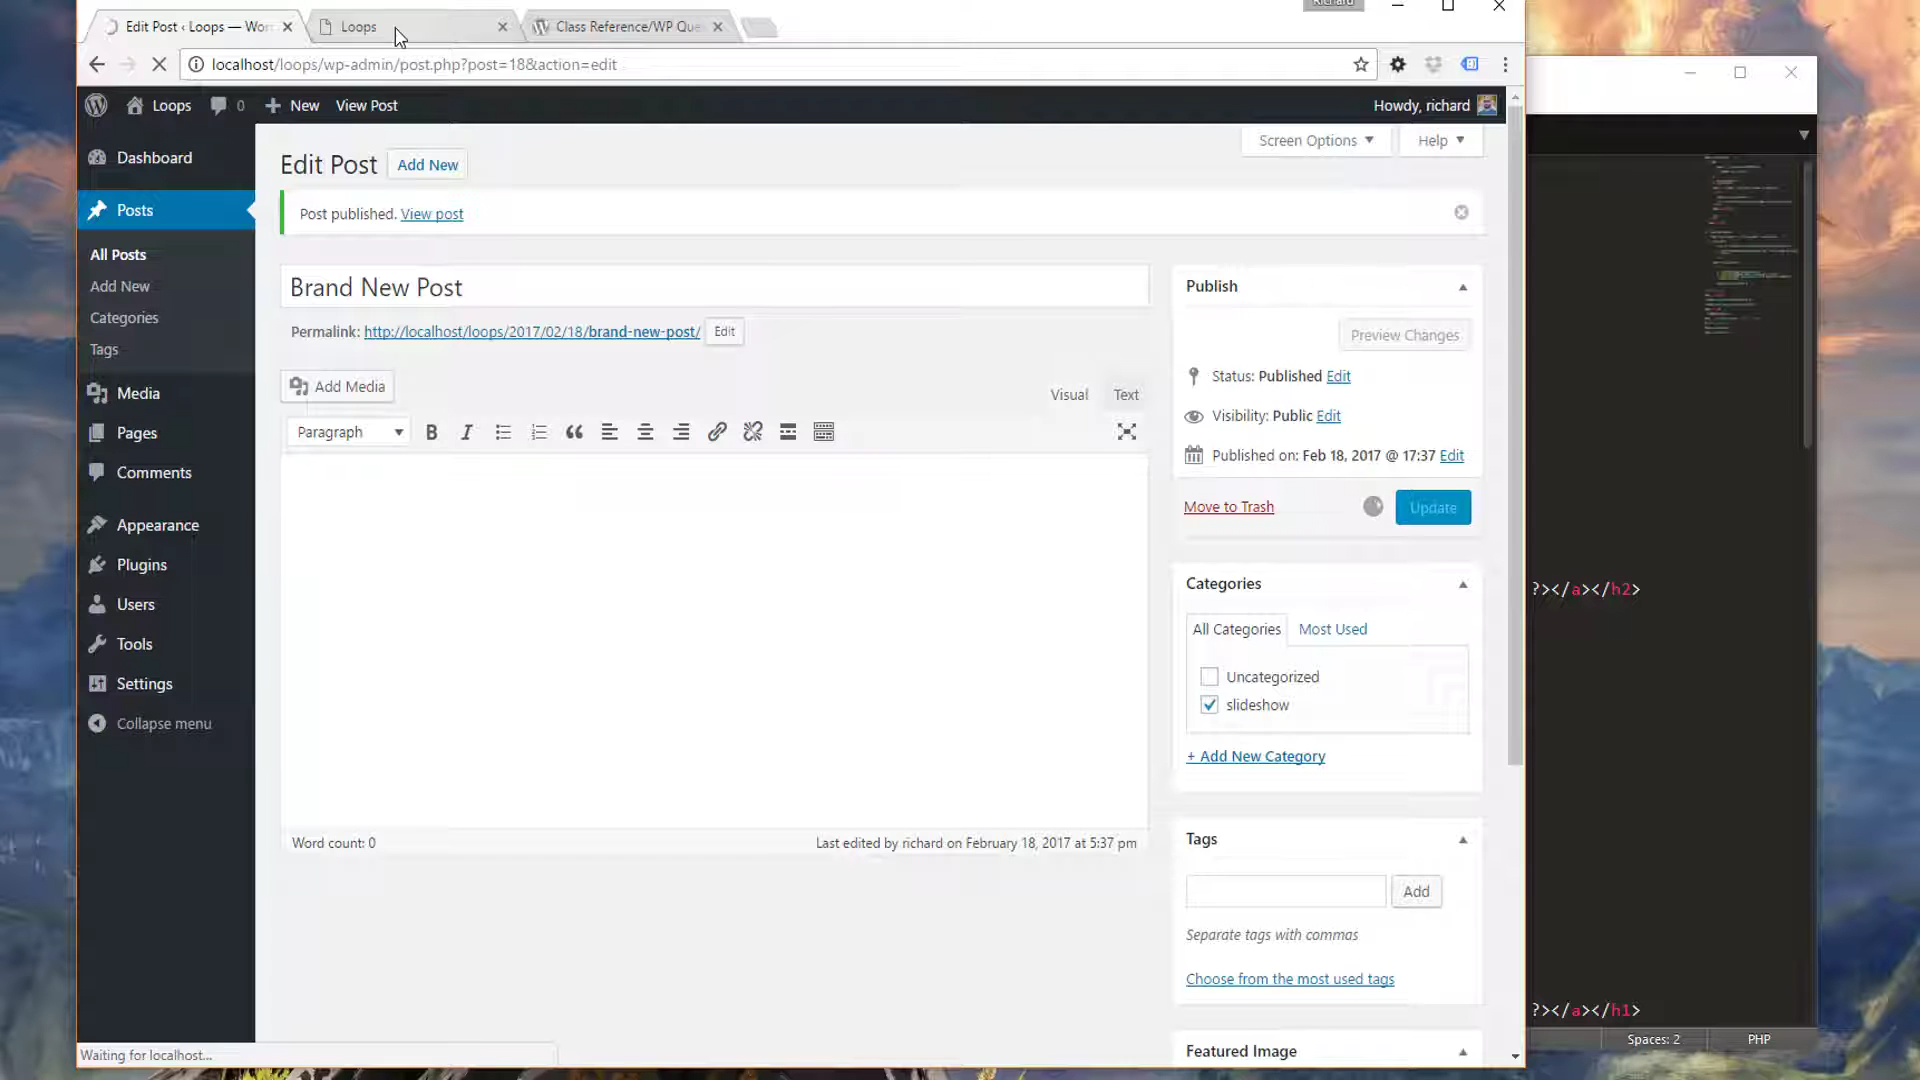 Richard
Edit Post ‹ Loops — Wor
Loops
Class Reference/WP Que
localhost/loops/wp-admin/post.php?post=18&action=edit
Loops
0
New
View Post
Howdy, richard
Dashboard
Posts
All Posts
Add New
Categories
Tags
Media
Pages
Comments
Appearance
Plugins
Users
Tools
Settings
Collapse menu
Screen Options
Help
Edit Post
Add New
Post published. View post
Brand New Post
Permalink: http://localhost/loops/2017/02/18/brand-new-post/ Edit
Add Media
Visual
Text
Paragraph
Word count: 0
Last edited by richard on February 18, 2017 at 5:37 pm
Publish
Preview Changes
Status: Published Edit
Visibility: Public Edit
Published on: Feb 18, 2017 @ 17:37 Edit
Move to Trash
Update
Categories
All Categories
Most Used
Uncategorized
slideshow
+ Add New Category
Tags
Add
Separate tags with commas
Choose from the most used tags
Featured Image
Waiting for localhost...
?></a></h2>
?></a></h1>
Spaces: 2
PHP